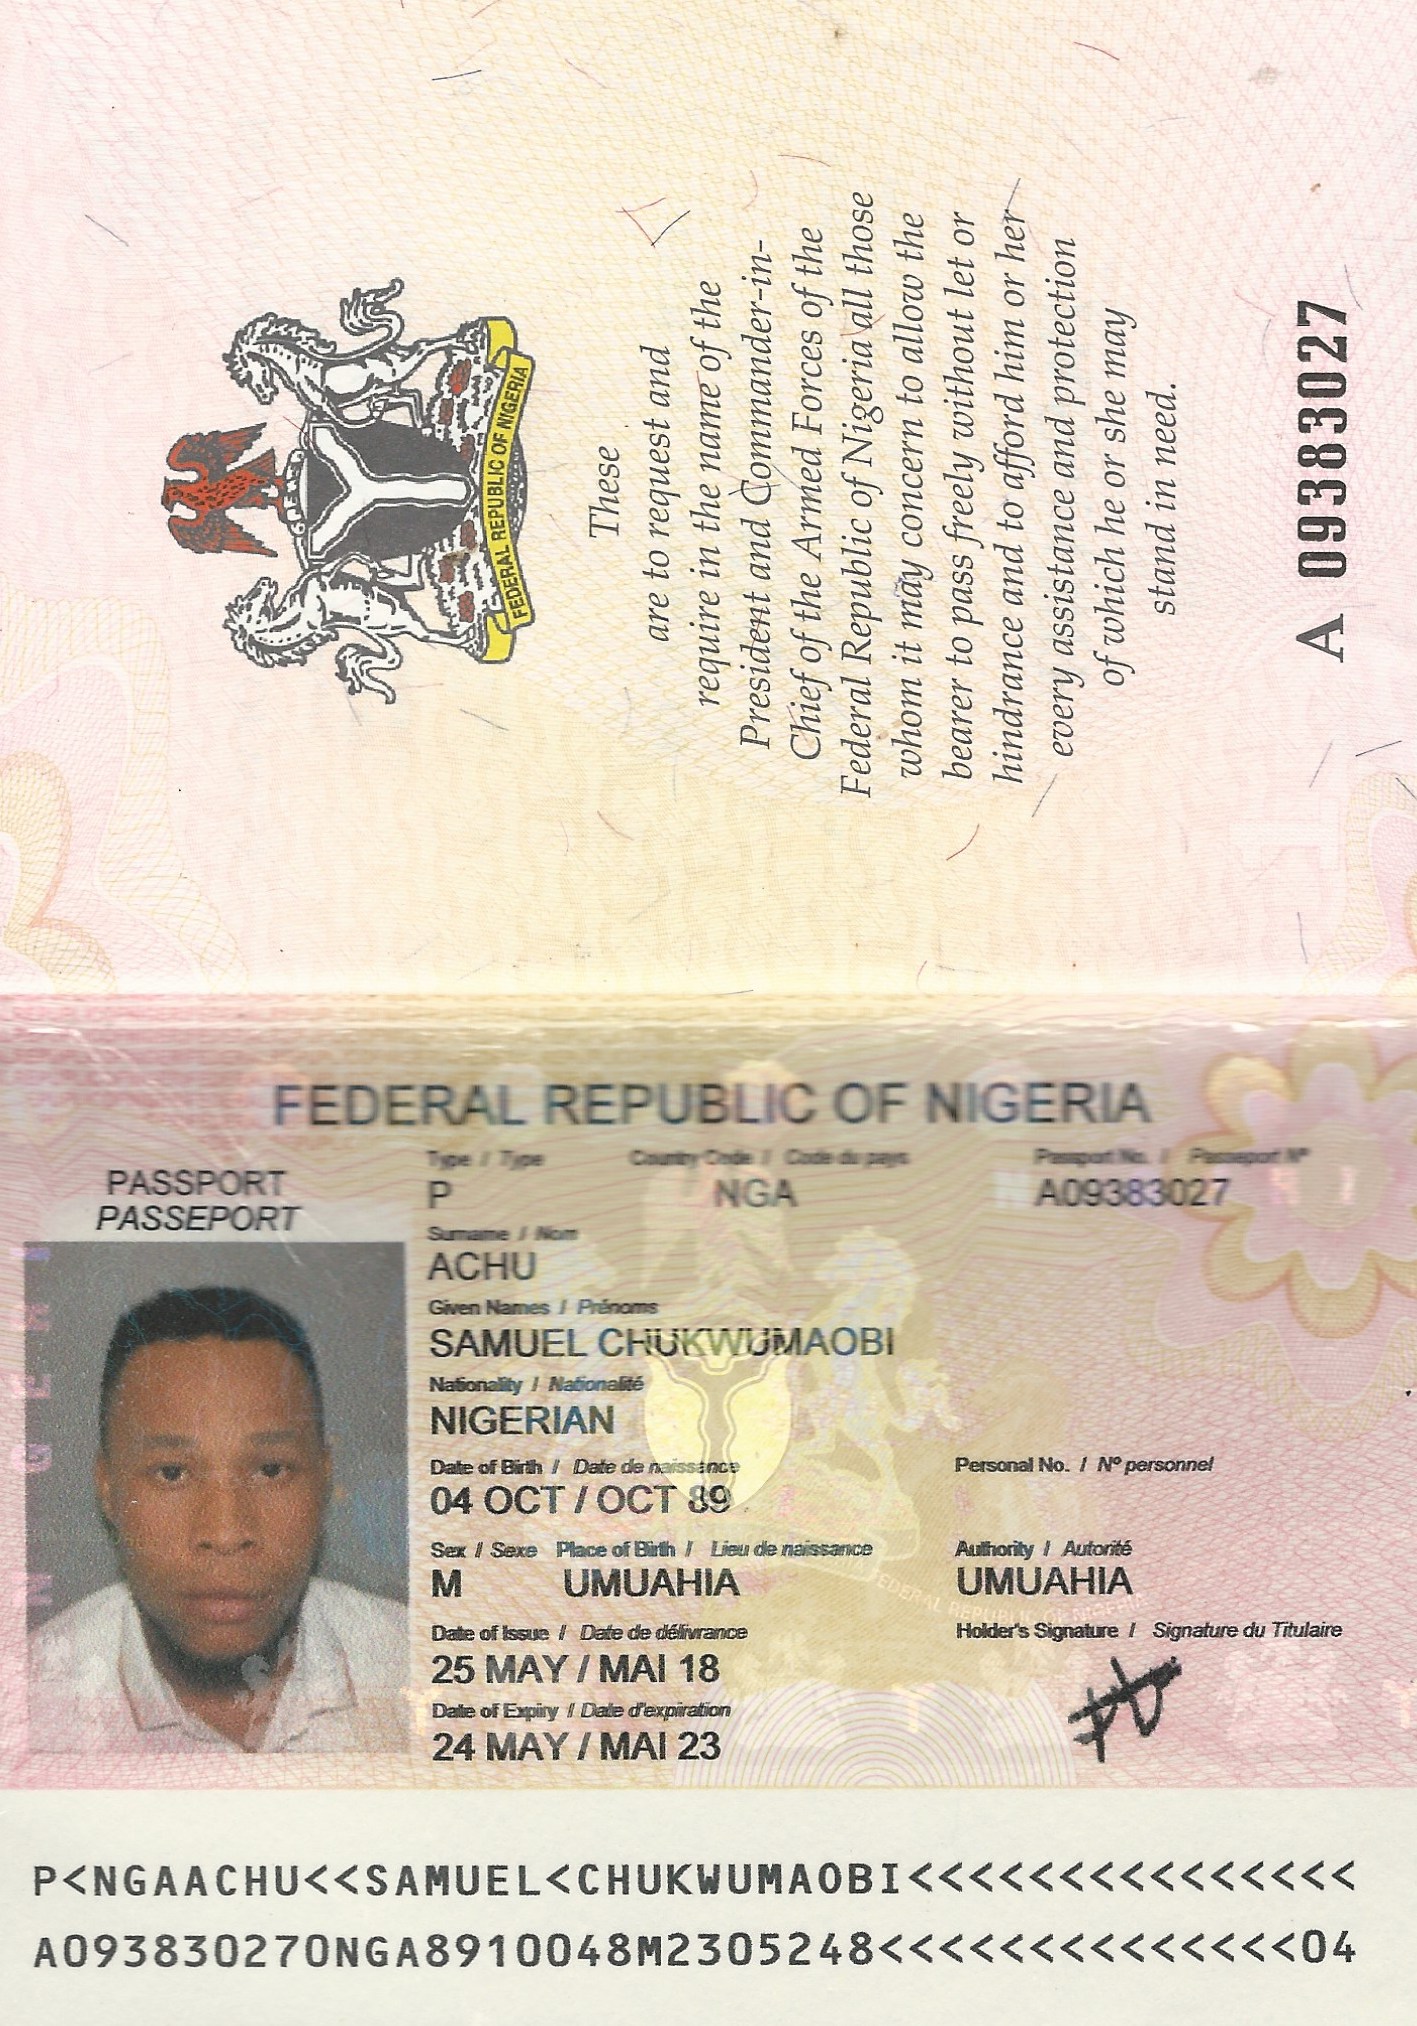 FEDERAL REPUBLIC OF NIGERIA
These
are to request and
require in the name of the
President and Commander-in-
Chief of the Armed Forces of the
Federal Republic of Nigeria all those
whom it may concern to allow the
bearer to pass freely without let or
hindrance and to afford him or her
every assistance and protection
of which he or she may
stand in need.
A 09383027
FEDERAL REPUBLIC OF NIGERIA
PASSPORT
PASSEPORT
Type / Type Country Code / Code du pays Passport No. / Passeport Nº
P NGA A09383027
Surname / Nom
ACHU
Given Names / Prénoms
SAMUEL CHUKWUMAOBI
Nationality / Nationalité
NIGERIAN
Date of Birth / Date de naissance Personal No. / Nº personnel
04 OCT / OCT 89
Sex / Sexe Place of Birth / Lieu de naissance Authority / Autorité
M UMUAHIA UMUAHIA
Date of Issue / Date de délivrance Holder's Signature / Signature du Titulaire
25 MAY / MAI 18
Date of Expiry / Date d'expiration
24 MAY / MAI 23
FEDERAL REPUBLIC OF NIGERIA
P<NGAACHU<<SAMUEL<CHUKWUMAOBI<<<<<<<<<<<<<<<
A093830270NGA8910048M2305248<<<<<<<<<<<<<<04